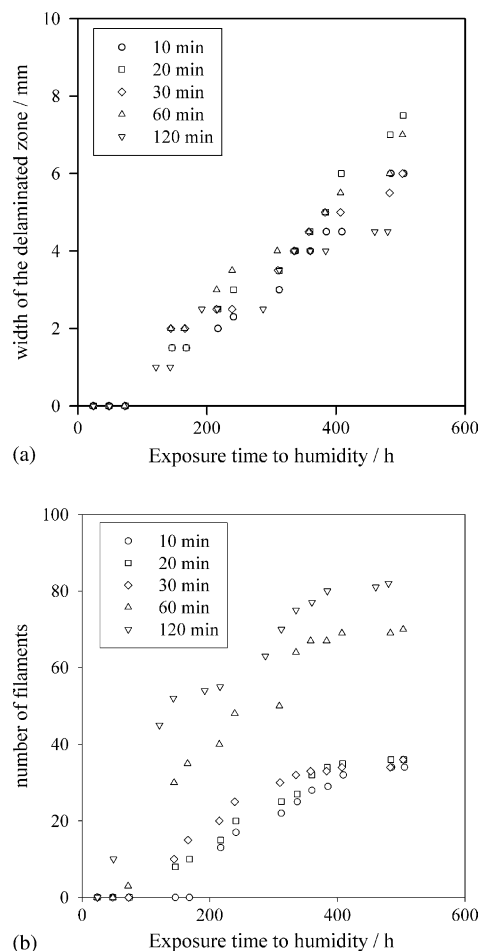 10
8
6
4
2
0
width of the delaminated zone / mm
10 min
20 min
30 min
60 min
120 min
0
200
400
600
Exposure time to humidity / h
(a)
100
80
60
40
20
0
number of filaments
10 min
20 min
30 min
60 min
120 min
0
200
400
600
Exposure time to humidity / h
(b)